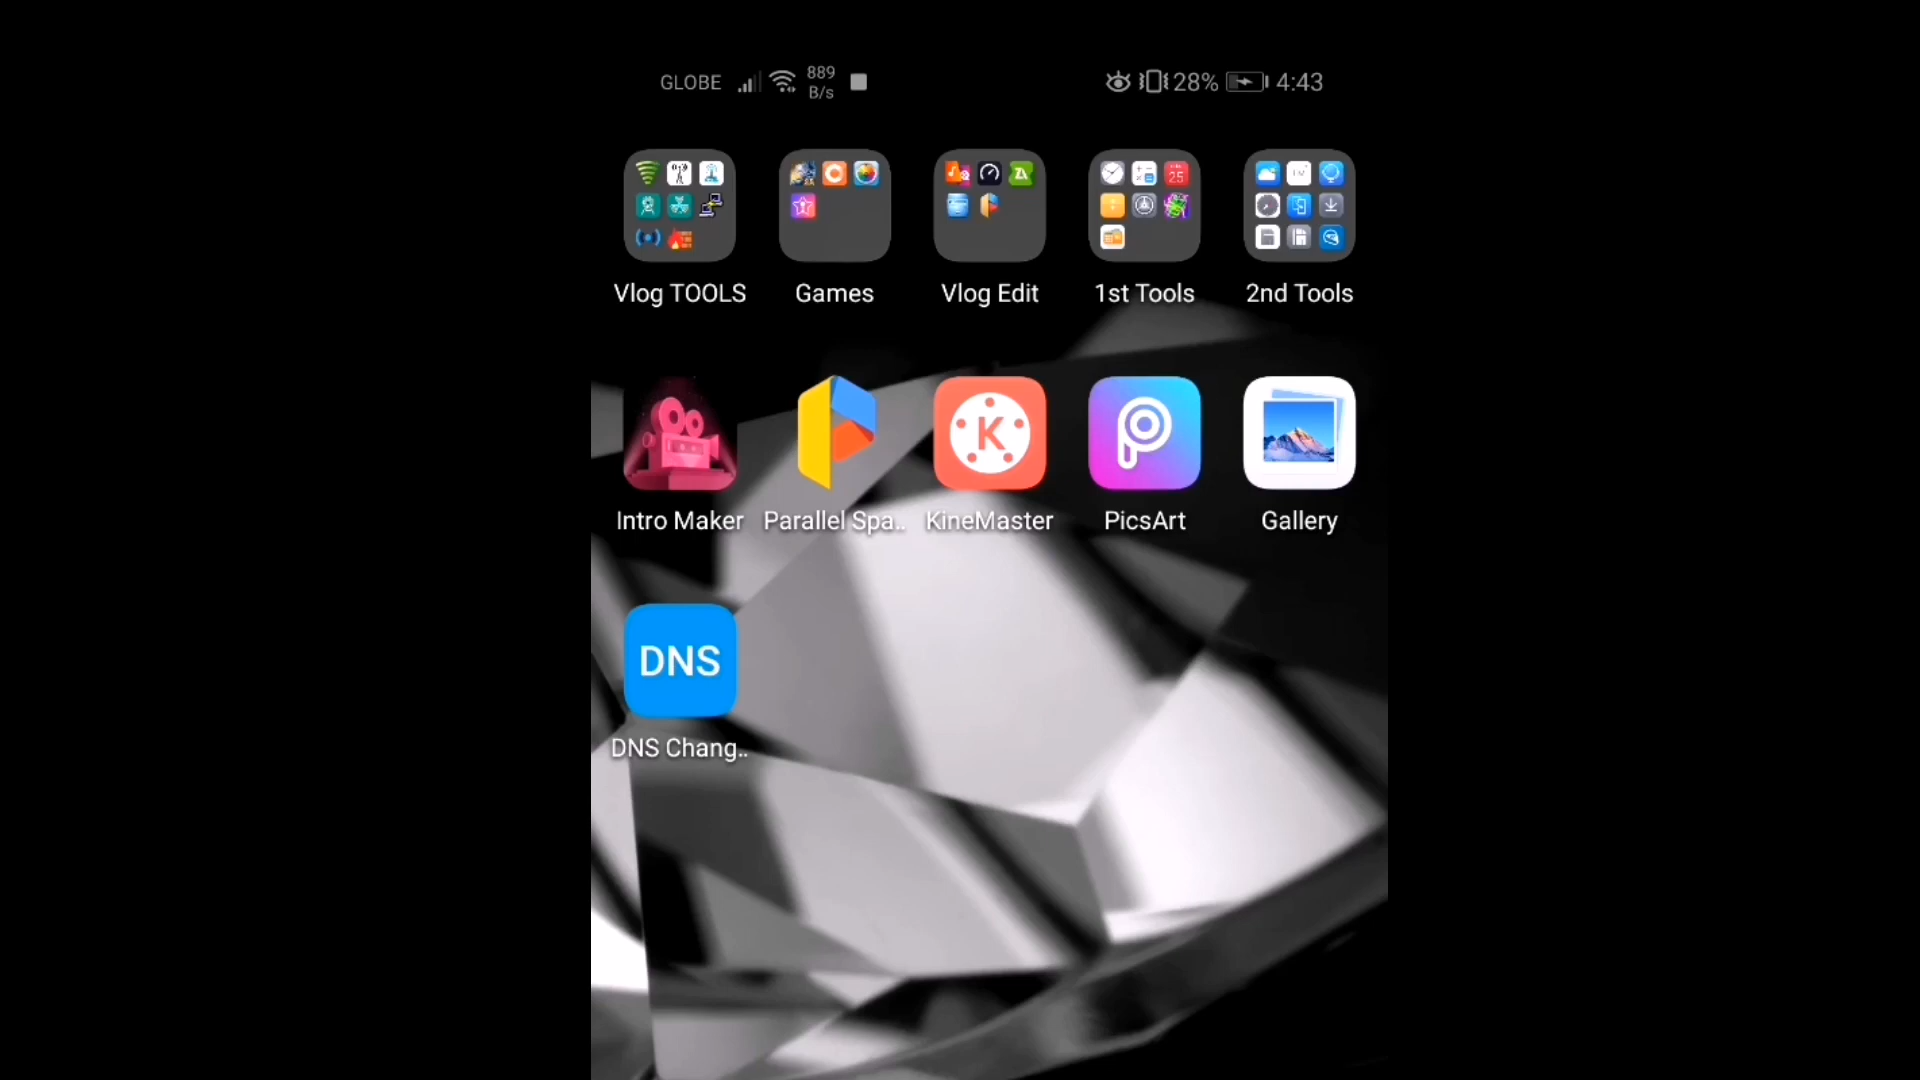 GLOBE 889 B/s 28% 4:43
25
Vlog TOOLS Games Vlog Edit 1st Tools 2nd Tools
K
Intro Maker Parallel Spa.. KineMaster PicsArt Gallery
DNS
DNS Chang..